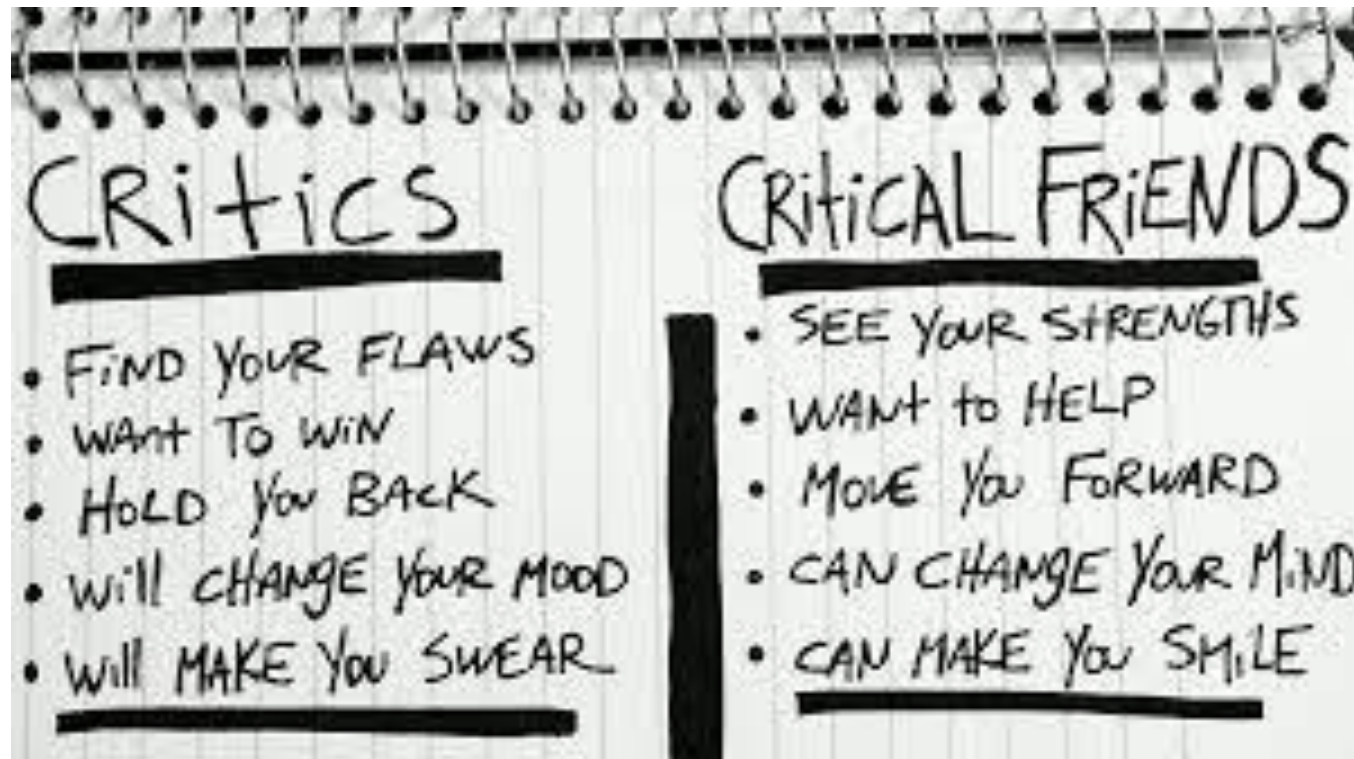 CRitiCS
FiND YOUR FLAWS
WANt TO WiN
HOLD You BACK
Will CHANGE YOUR MOOD
Will MAKE You SWEAR
CRitiCAL FRiENDS
SEE YOUR StRENGTHS
WANt to HELP
MOVE You FORWARD
CAN CHANGE YOUR MiND
CAN MAKE You SMiLE